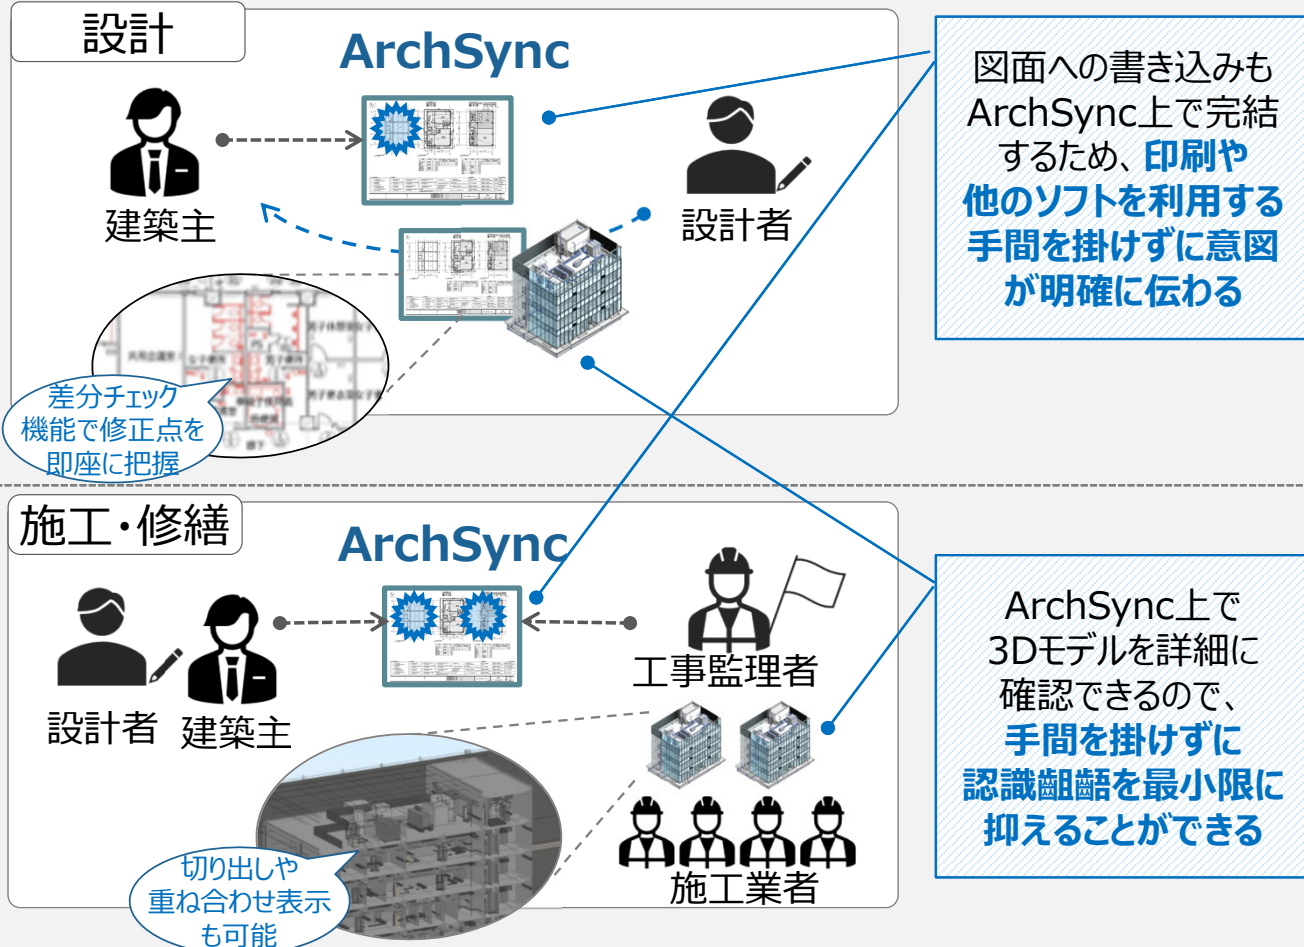 設計
ArchSync
建築主
設計者
差分チェック
機能で修正点を
即座に把握
図面への書き込みも
ArchSync上で完結
するため、印刷や
他のソフトを利用する
手間を掛けずに意図
が明確に伝わる
施工・修繕
ArchSync
設計者
建築主
工事監理者
施工業者
切り出しや
重ね合わせ表示
も可能
ArchSync上で
3Dモデルを詳細に
確認できるので、
手間を掛けずに
認識齟齬を最小限に
抑えることができる